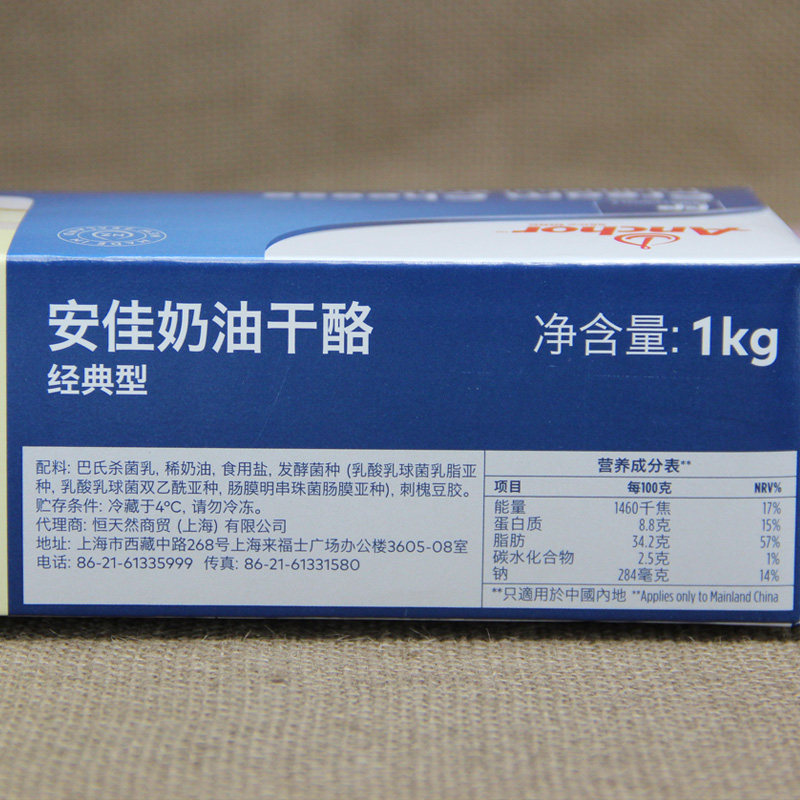 Cream Cheese
Anchor
MADE IN
安佳奶油干酪
经典型
净含量: 1kg
配料: 巴氏杀菌乳, 稀奶油, 食用盐, 发酵菌种 (乳酸乳球菌乳脂亚
种, 乳酸乳球菌双乙酰亚种, 肠膜明串珠菌肠膜亚种), 刺槐豆胶。
贮存条件: 冷藏于4°C, 请勿冷冻。
代理商: 恒天然商贸 (上海) 有限公司
地址: 上海市西藏中路268号上海来福士广场办公楼3605-08室
电话: 86-21-61335999 传真: 86-21-61331580
营养成分表**
项目 每100克 NRV%
能量 1460千焦 17%
蛋白质 8.8克 15%
脂肪 34.2克 57%
碳水化合物 2.5克 1%
钠 284毫克 14%
**只適用於中國內地 **Applies only to Mainland China